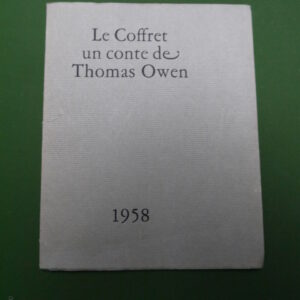 Le Coffret
un conte de
Thomas Owen
1958